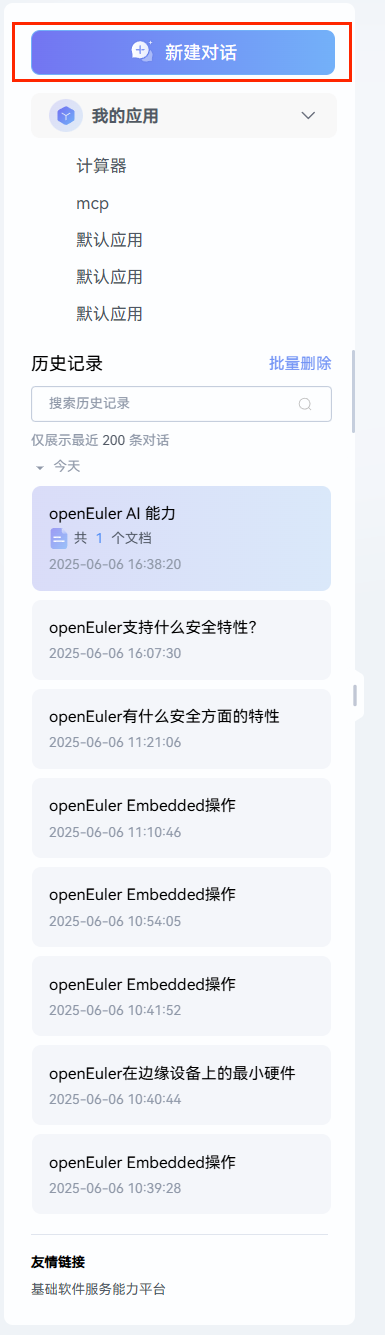 新建对话
我的应用
计算器
mcp
默认应用
默认应用
默认应用
历史记录 批量删除
搜索历史记录
仅展示最近 200 条对话
今天
openEuler AI 能力
共 1 个文档
2025-06-06 16:38:20
openEuler支持什么安全特性？
2025-06-06 16:07:30
openEuler有什么安全方面的特性
2025-06-06 11:21:06
openEuler Embedded操作
2025-06-06 11:10:46
openEuler Embedded操作
2025-06-06 10:54:05
openEuler Embedded操作
2025-06-06 10:41:52
openEuler在边缘设备上的最小硬件
2025-06-06 10:40:44
openEuler Embedded操作
2025-06-06 10:39:28
友情链接
基础软件服务能力平台